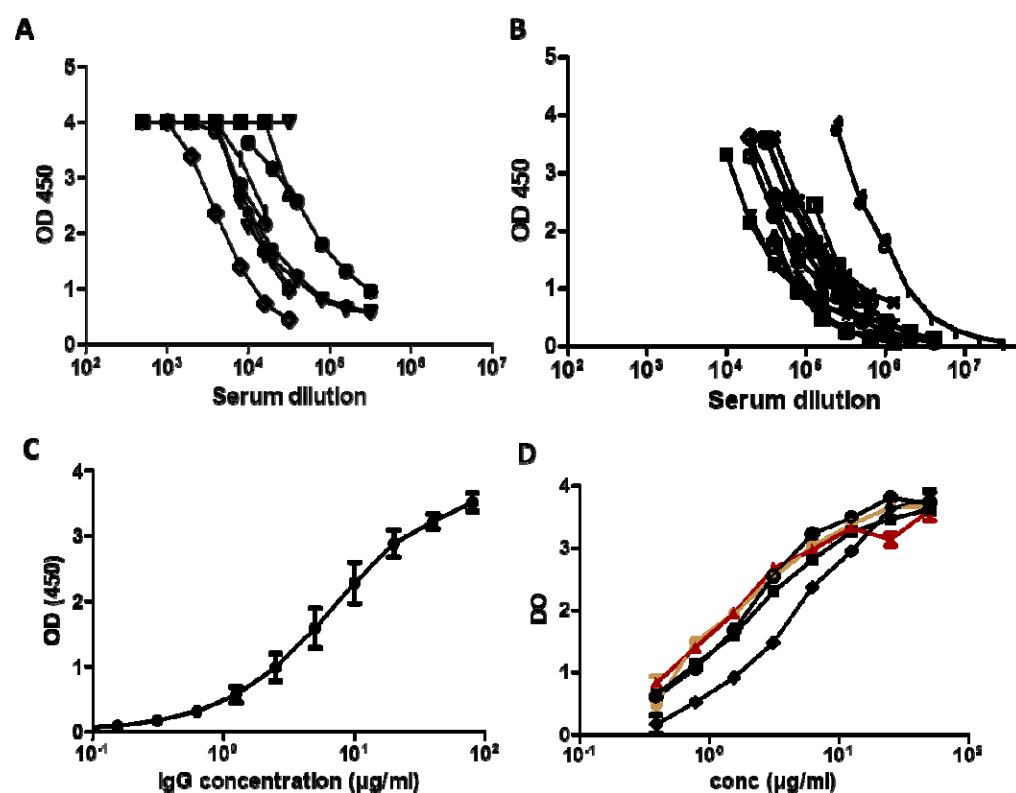 A
B
5
4
3
2
1
0
OD 450
10² 10³ 10⁴ 10⁵ 10⁶ 10⁷
Serum dilution
5
4
3
2
1
0
OD 450
10² 10³ 10⁴ 10⁵ 10⁶ 10⁷
Serum dilution
C
D
4
3
2
1
0
OD (450)
10⁻¹ 10⁰ 10¹ 10²
IgG concentration (µg/ml)
4
3
2
1
0
DO
10⁻¹ 10⁰ 10¹ 10²
conc (µg/ml)